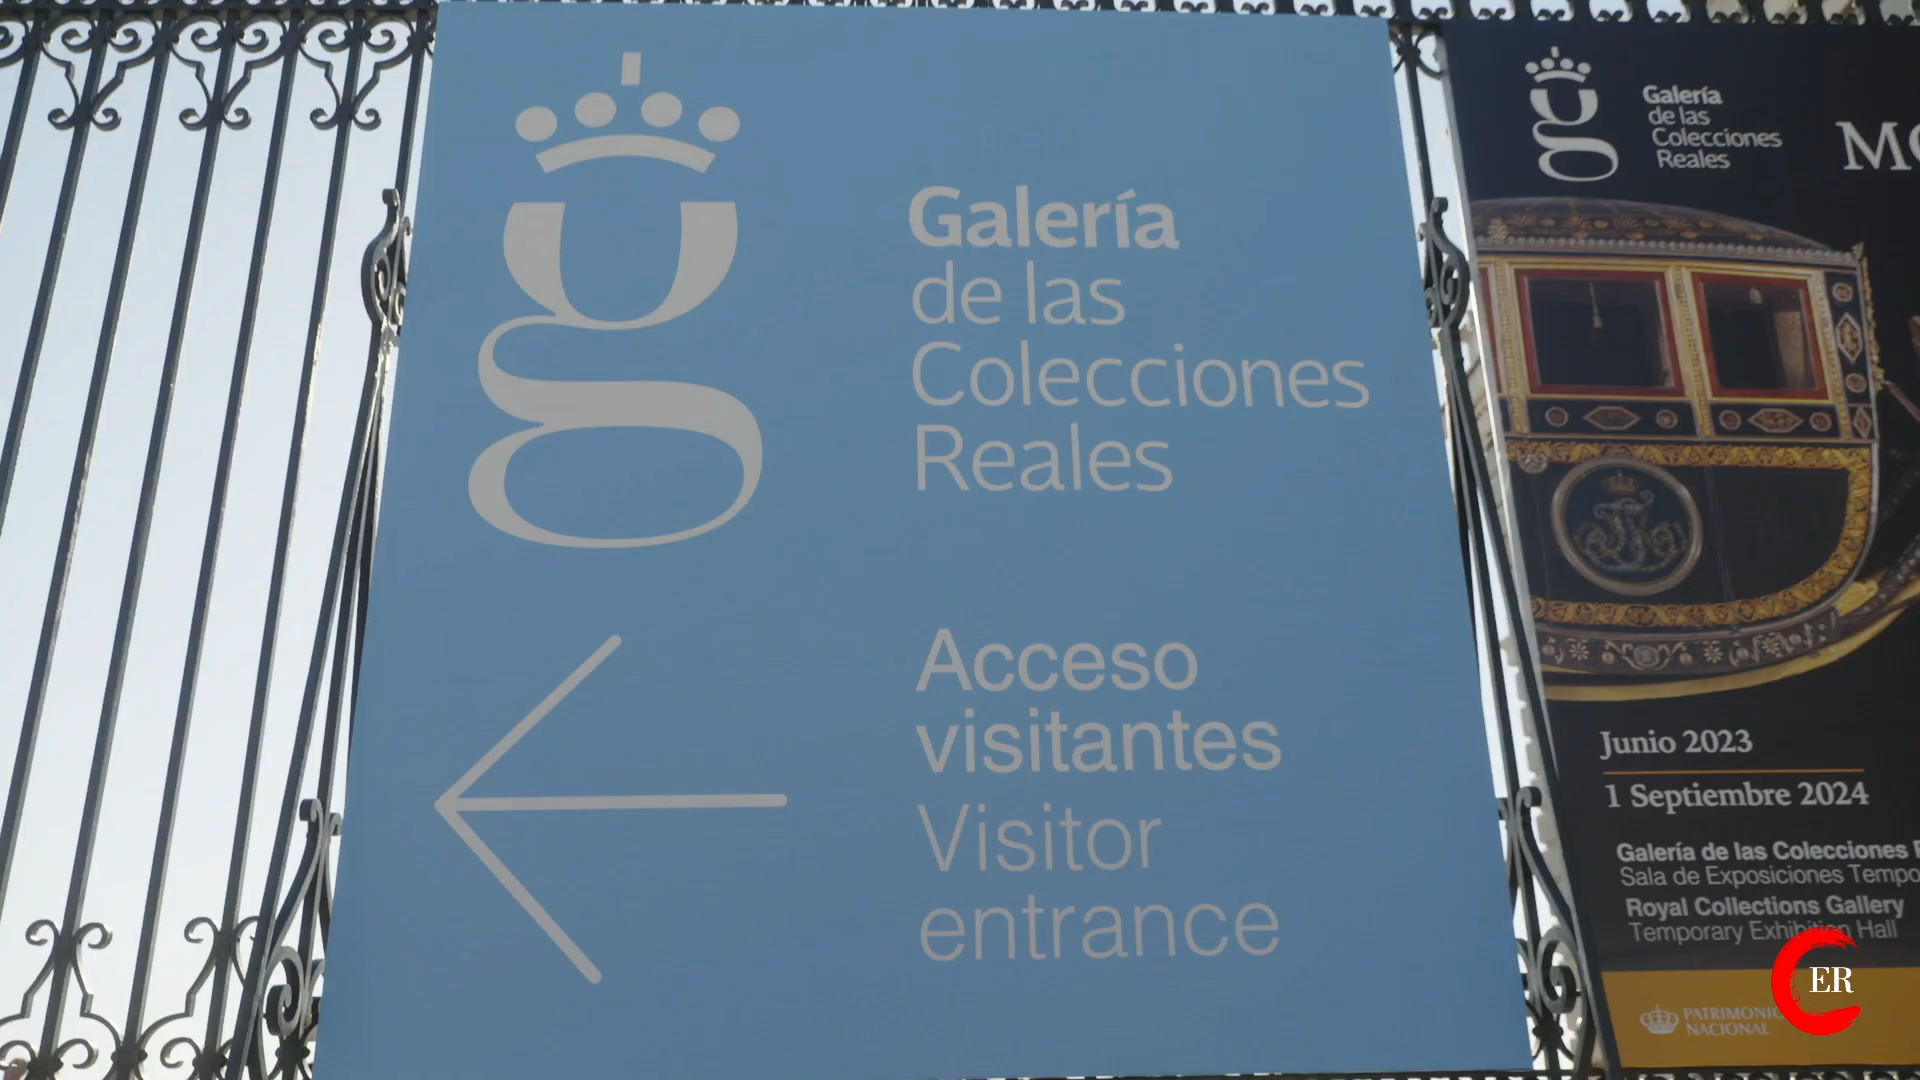 Galería
de las
Colecciones
Reales
Acceso
visitantes
Visitor
entrance
Galería
de las
Colecciones
Reales
Junio 2023
1 Septiembre 2024
Galería de las Colecciones
Sala de Exposiciones
Royal Collections Gallery
Temporary Exhibition Hall
PATRIMONIO
NACIONAL
ER